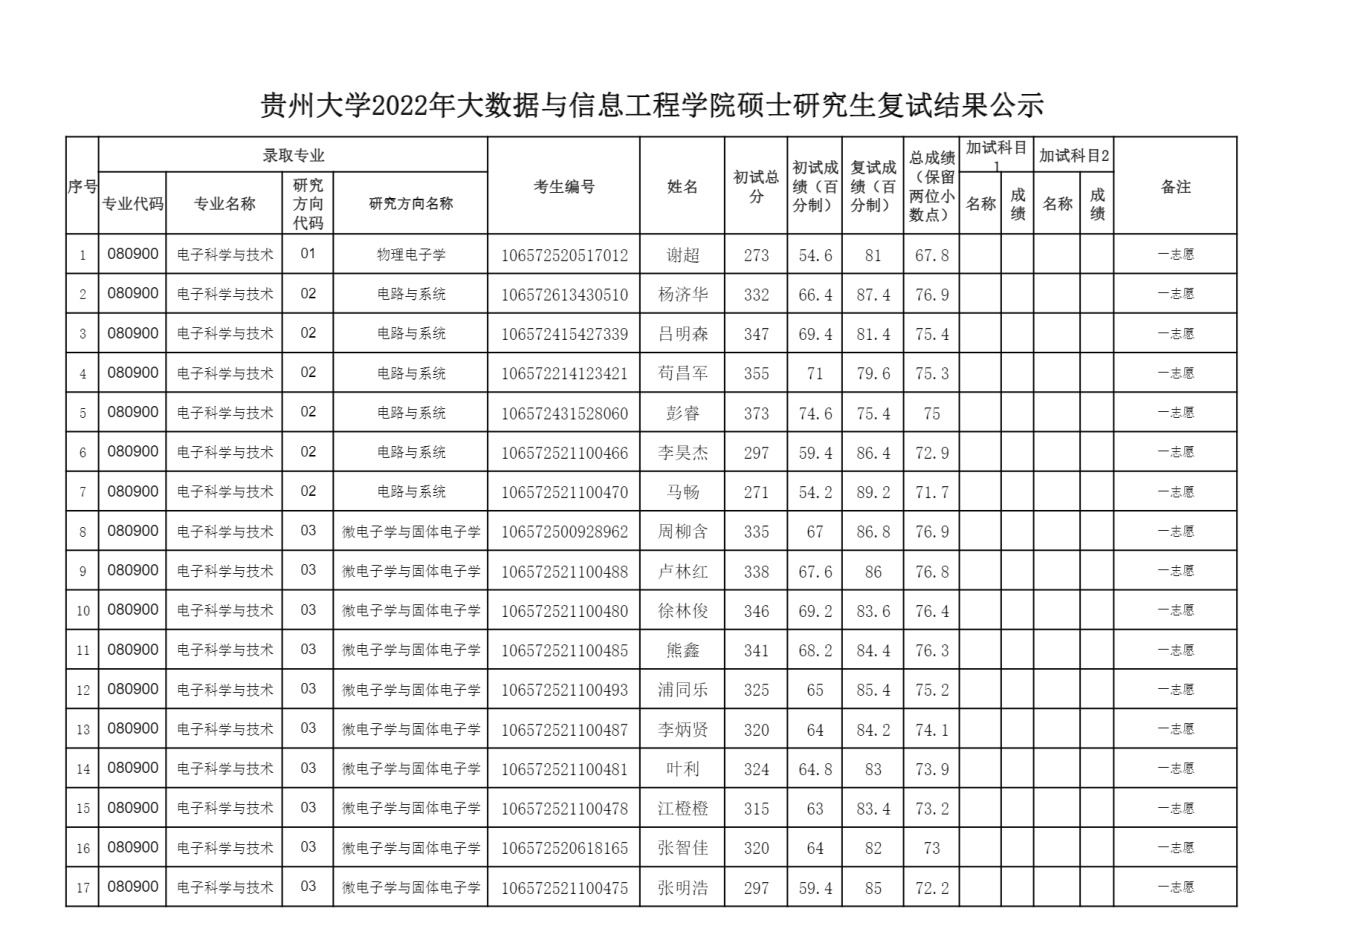 贵州大学2022年大数据与信息工程学院硕士研究生复试结果公示
序号 录取专业 考生编号 姓名 初试总分 初试成绩（百分制） 复试成绩（百分制） 总成绩（保留两位小数点） 加试科目1 加试科目2 备注
专业代码 专业名称 研究方向代码 研究方向名称 名称 成绩 名称 成绩
1 080900 电子科学与技术 01 物理电子学 106572520517012 谢超 273 54.6 81 67.8 一志愿
2 080900 电子科学与技术 02 电路与系统 106572613430510 杨济华 332 66.4 87.4 76.9 一志愿
3 080900 电子科学与技术 02 电路与系统 106572415427339 吕明森 347 69.4 81.4 75.4 一志愿
4 080900 电子科学与技术 02 电路与系统 106572214123421 苟昌军 355 71 79.6 75.3 一志愿
5 080900 电子科学与技术 02 电路与系统 106572431528060 彭睿 373 74.6 75.4 75 一志愿
6 080900 电子科学与技术 02 电路与系统 106572521100466 李昊杰 297 59.4 86.4 72.9 一志愿
7 080900 电子科学与技术 02 电路与系统 106572521100470 马畅 271 54.2 89.2 71.7 一志愿
8 080900 电子科学与技术 03 微电子学与固体电子学 106572500928962 周柳含 335 67 86.8 76.9 一志愿
9 080900 电子科学与技术 03 微电子学与固体电子学 106572521100488 卢林红 338 67.6 86 76.8 一志愿
10 080900 电子科学与技术 03 微电子学与固体电子学 106572521100480 徐林俊 346 69.2 83.6 76.4 一志愿
11 080900 电子科学与技术 03 微电子学与固体电子学 106572521100485 熊鑫 341 68.2 84.4 76.3 一志愿
12 080900 电子科学与技术 03 微电子学与固体电子学 106572521100493 浦同乐 325 65 85.4 75.2 一志愿
13 080900 电子科学与技术 03 微电子学与固体电子学 106572521100487 李炳贤 320 64 84.2 74.1 一志愿
14 080900 电子科学与技术 03 微电子学与固体电子学 106572521100481 叶利 324 64.8 83 73.9 一志愿
15 080900 电子科学与技术 03 微电子学与固体电子学 106572521100478 江橙橙 315 63 83.4 73.2 一志愿
16 080900 电子科学与技术 03 微电子学与固体电子学 106572520618165 张智佳 320 64 82 73 一志愿
17 080900 电子科学与技术 03 微电子学与固体电子学 106572521100475 张明浩 297 59.4 85 72.2 一志愿